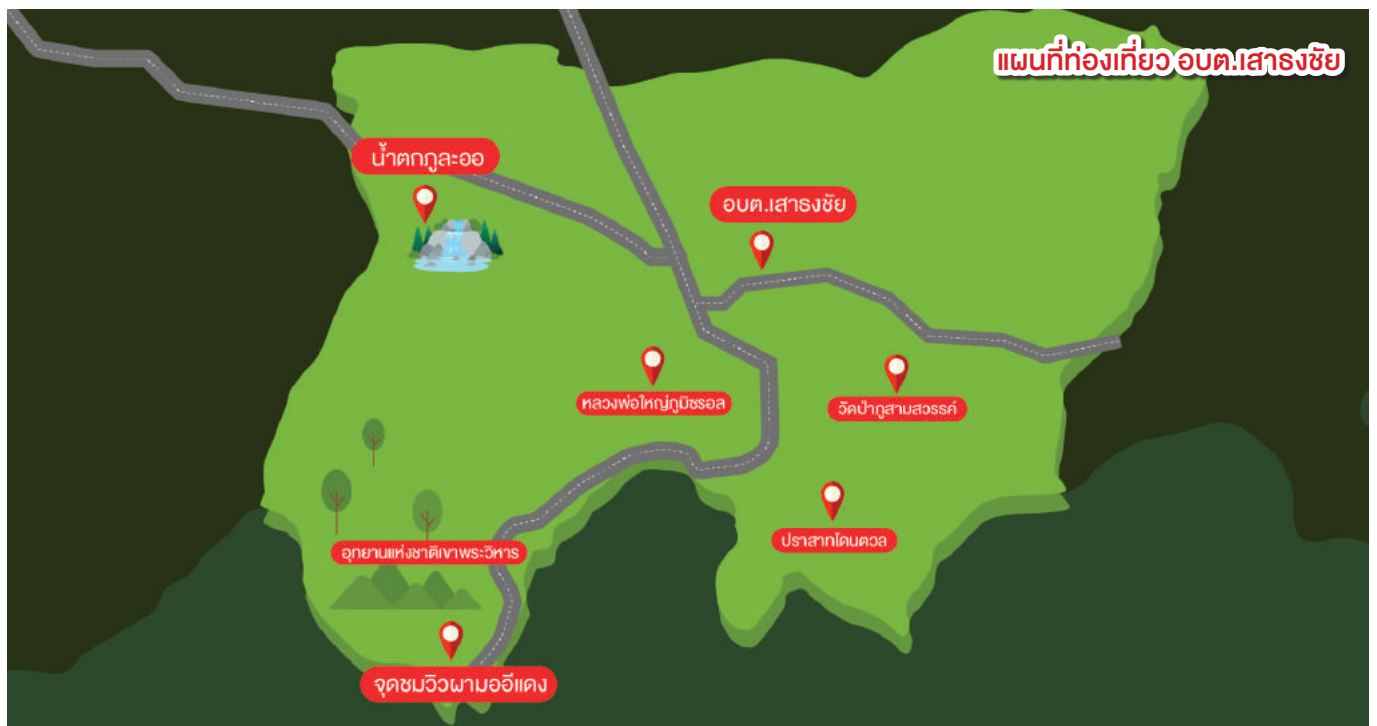 แผนที่ท่องเที่ยว อบต.เสาธงชัย
น้ำตกภูละออ
อบต.เสาธงชัย
หลวงพ่อใหญ่ภูมิซรอล
วัดป่าภูสามสวรรค์
ปราสาทโดนตวล
อุทยานแห่งชาติเขาพระวิหาร
จุดชมวิวผามออีแดง